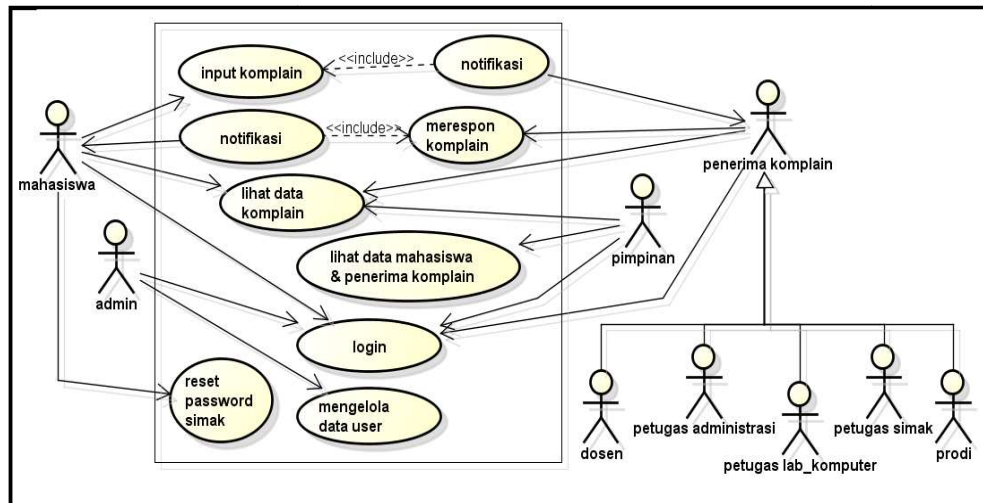 input komplain
<<include>>
notifikasi
notifikasi
<<include>>
merespon
komplain
mahasiswa
penerima komplain
lihat data
komplain
lihat data mahasiswa
& penerima komplain
pimpinan
admin
login
reset
password
simak
mengelola
data user
dosen
petugas administrasi
petugas lab_komputer
petugas simak
prodi